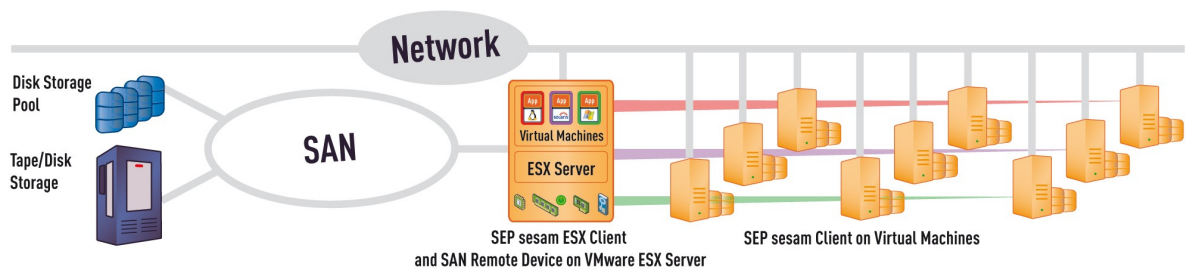 Network
Disk Storage
Pool
SAN
Tape/Disk
Storage
App App App
solaris
Virtual Machines
ESX Server
SEP sesam ESX Client
and SAN Remote Device on VMware ESX Server
SEP sesam Client on Virtual Machines